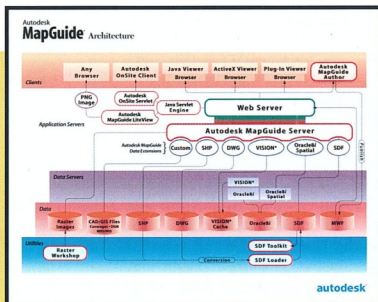 Autodesk
MapGuide Architecture
Clients
Any Browser
Autodesk OnSite Client
Java Viewer Browser
ActiveX Viewer Browser
Plug-In Viewer Browser
Autodesk MapGuide Author
PNG Image
Autodesk OnSite Servlet
Autodesk MapGuide LiteView
Java Servlet Engine
Web Server
Application Servers
Autodesk MapGuide Server
Autodesk MapGuide Data Extensions
Custom
SHP
DWG
VISION*
Oracle8i Spatial
SDF
Publish
Data Servers
VISION*
Oracle8i
Oracle8i Spatial
Data
Raster Images
CAD/GIS Files
SHP
DWG
VISION* Cache
Oracle8i
SDF
MWF
Utilities
Raster Workshop
Conversion
SDF Toolkit
SDF Loader
autodesk